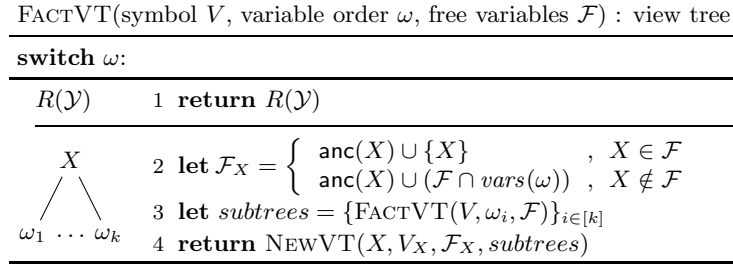 FACTVT(symbol V, variable order ω, free variables 𝓕) : view tree
switch ω:
R(𝒴) 1 return R(𝒴)
X 2 let 𝓕_X = { anc(X) ∪ {X} , X ∈ 𝓕
anc(X) ∪ (𝓕 ∩ vars(ω)) , X ∉ 𝓕
3 let subtrees = {FACTVT(V, ω_i, 𝓕)}_{i∈[k]}
ω_1 … ω_k 4 return NEWVT(X, V_X, 𝓕_X, subtrees)